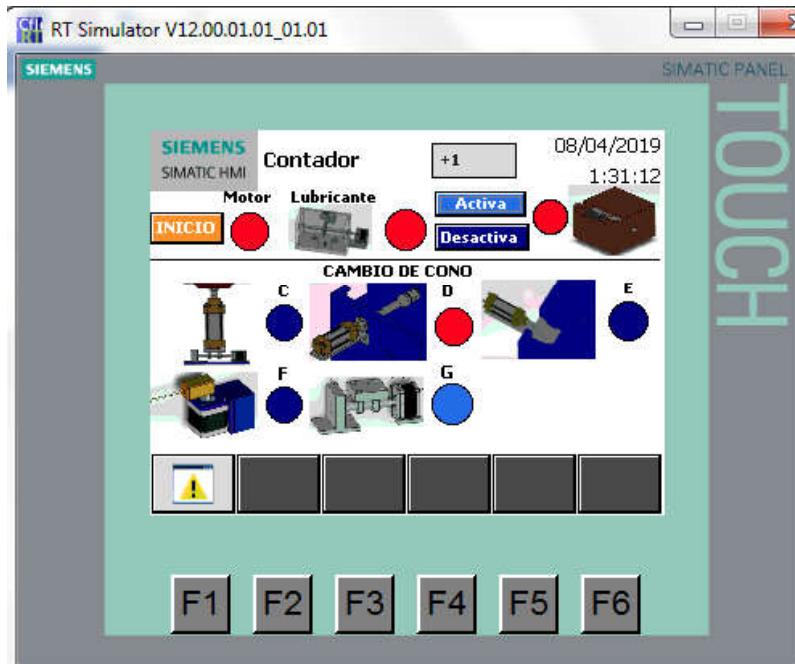 RT Simulator V12.00.01.01_01.01
SIEMENS
SIMATIC PANEL
TOUCH
SIEMENS
SIMATIC HMI
Contador
+1
08/04/2019
1:31:12
Motor
Lubricante
INICIO
Activa
Desactiva
CAMBIO DE CONO
C
D
E
F
G
F1
F2
F3
F4
F5
F6